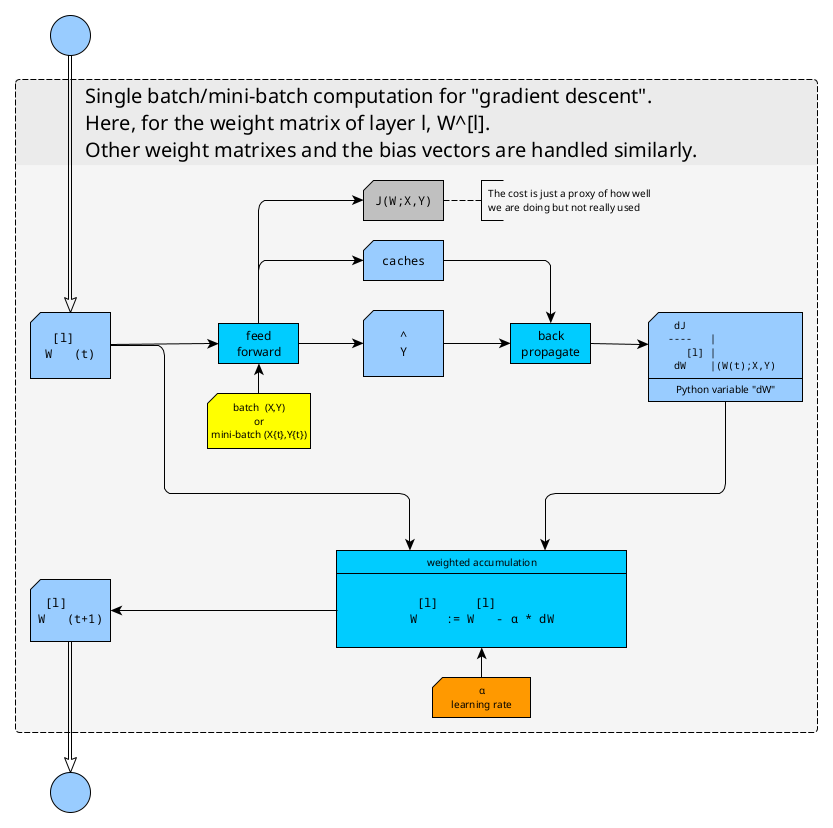 Single batch/mini-batch computation for "gradient descent".
Here, for the weight matrix of layer l, W^[l].
Other weight matrixes and the bias vectors are handled similarly.
J(W;X,Y)
The cost is just a proxy of how well
we are doing but not really used
caches
[l]
W (t)
feed
forward
^
Y
back
propagate
dJ
---- |
[l] |
dW |(W(t);X,Y)
Python variable "dW"
batch (X,Y)
or
mini-batch (X{t},Y{t})
weighted accumulation
[l] [l]
W := W - α * dW
[l]
W (t+1)
α
learning rate